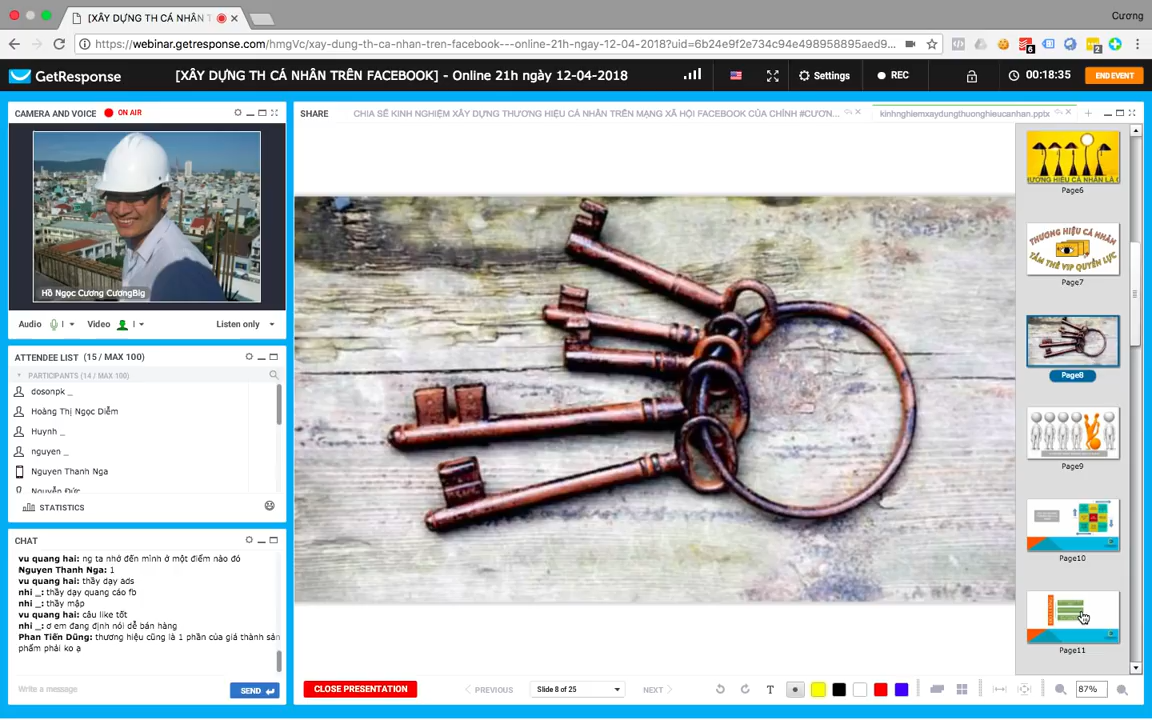 [XÂY DỰNG TH CÁ NHÂN T
Cương
https://webinar.getresponse.com/hmgVc/xay-dung-th-ca-nhan-tren-facebook---online-21h-ngay-12-04-2018?uid=6b24e9f2e734c94e498958895aed9...
6
2
GetResponse
[XÂY DỰNG TH CÁ NHÂN TRÊN FACEBOOK] - Online 21h ngày 12-04-2018
Settings
REC
00:18:35
END EVENT
CAMERA AND VOICE
ON AIR
Hồ Ngọc Cương CươngBig
Audio
Video
Listen only
ATTENDEE LIST (15 / MAX 100)
PARTICIPANTS (14 / MAX 100)
dosonpk _
Hoàng Thị Ngọc Diễm
Huynh _
nguyen _
Nguyen Thanh Nga
Nguyễn Đức
STATISTICS
CHAT
vu quang hai: ng ta nhớ đến mình ở một điểm nào đó
Nguyen Thanh Nga: 1
vu quang hai: thầy dạy ads
nhi _: thầy dạy quảng cáo fb
nhi _: thầy mập
vu quang hai: câu like tốt
nhi _: ơ em đang định nói dễ bán hàng
Phan Tiến Dũng: thương hiệu cũng là 1 phần của giá thành sản
phẩm phải ko ạ
Write a message
SEND
SHARE
CHIA SẺ KINH NGHIỆM XÂY DỰNG THƯƠNG HIỆU CÁ NHÂN TRÊN MẠNG XÃ HỘI FACEBOOK CỦA CHÍNH #CƯƠN...
kinhnghiemxaydungthuonghieucanhan.pptx
CLOSE PRESENTATION
PREVIOUS
Slide 8 of 25
NEXT
T
87%
HƯƠNG HIỆU CÁ NHÂN LÀ G
Page6
THƯƠNG HIỆU CÁ NHÂN
TẤM THẺ VIP QUYỀN LỰC
Page7
Page8
Page9
Page10
Page11